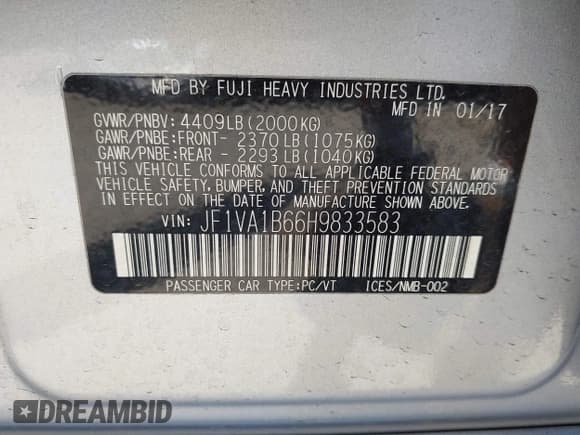 MFD BY FUJI HEAVY INDUSTRIES LTD.
MFD IN 01/17
GVWR/PNBV: 4409LB(2000KG)
GAWR/PNBE:FRONT- 2370LB(1075KG)
GAWR/PNBE:REAR - 2293LB(1040KG)
THIS VEHICLE CONFORMS TO ALL APPLICABLE FEDERAL MOTOR
VEHICLE SAFETY, BUMPER, AND THEFT PREVENTION STANDARDS
IN EFFECT ON THE DATE OF MANUFACTURE SHOWN ABOVE.
VIN: JF1VA1B66H9833583
PASSENGER CAR TYPE:PC/VT ICES/NMB-002
DREAMBID